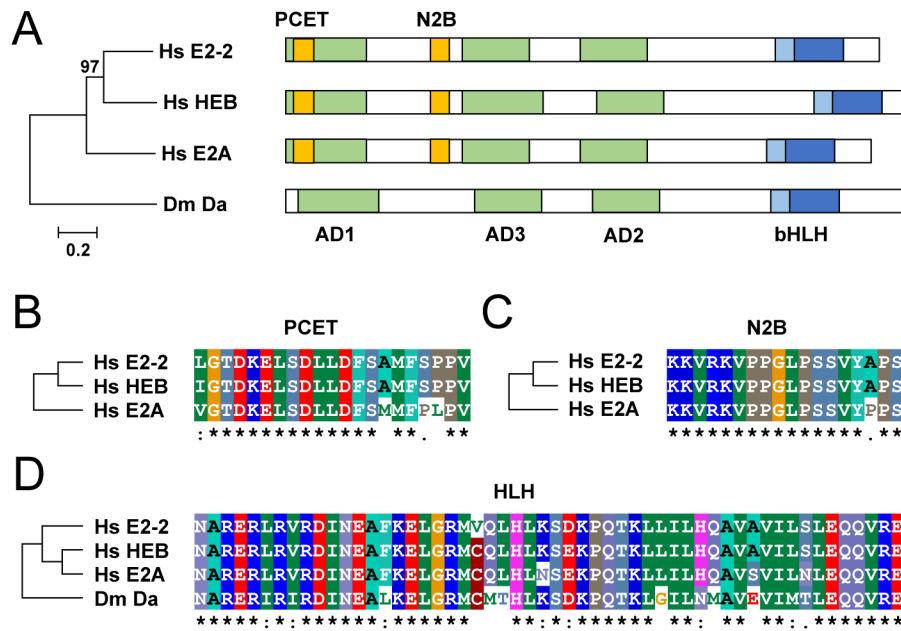 A
PCET N2B
Hs E2-2
97
Hs HEB
Hs E2A
Dm Da
0.2
AD1 AD3 AD2 bHLH
B
PCET
Hs E2-2 LGTDKELSDLLDFSAMFSPPV
Hs HEB IGTDKELSDLLDFSAMFSPPV
Hs E2A VGTDKELSDLLDFSMMFPLPV
:************* **. **
C
N2B
Hs E2-2 KKVRKVPPGLPSSVYAPS
Hs HEB KKVRKVPPGLPSSVYAPS
Hs E2A KKVRKVPPGLPSSVYPPS
***************.**
D
HLH
Hs E2-2 NARERLRVRDINEAFKELGRMVQLHLKSDKPQTKLLILHQAVAVILSLEQQVRE
Hs HEB NARERLRVRDINEAFKELGRMCQLHLKSEKPQTKLLILHQAVAVILSLEQQVRE
Hs E2A NARERLRVRDINEAFKELGRMCQLHLNSEKPQTKLLILHQAVSVILNLEQQVRE
Dm Da NARERIRIRDINEALKELGRMCMTHLKSDKPQTKLGILNMAVEVIMTLEQQVRE
*****:*:******:******   **:*:****** **: ** **:.*******